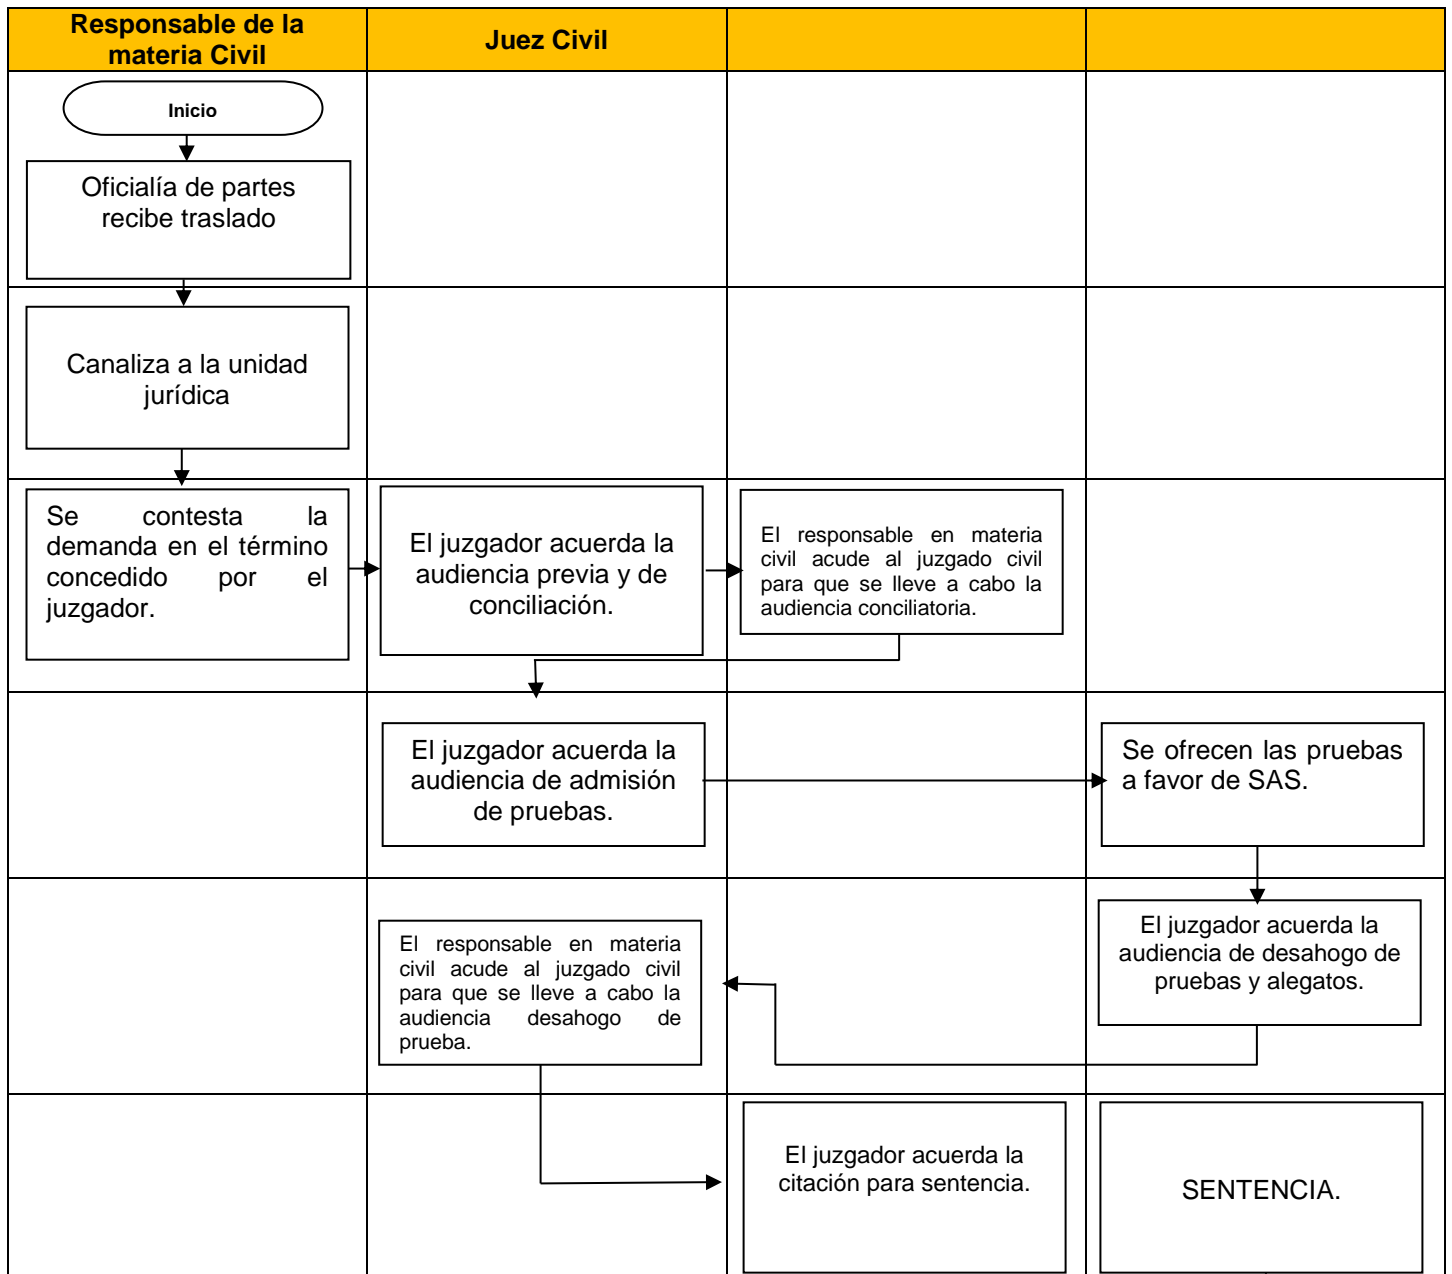 Responsable de la
materia Civil
Juez Civil
Inicio
Oficialía de partes
recibe traslado
Canaliza a la unidad
jurídica
Se contesta la
demanda en el término
concedido por el
juzgador.
El juzgador acuerda la
audiencia previa y de
conciliación.
El responsable en materia
civil acude al juzgado civil
para que se lleve a cabo la
audiencia conciliatoria.
El juzgador acuerda la
audiencia de admisión
de pruebas.
Se ofrecen las pruebas
a favor de SAS.
El responsable en materia
civil acude al juzgado civil
para que se lleve a cabo la
audiencia desahogo de
prueba.
El juzgador acuerda la
audiencia de desahogo de
pruebas y alegatos.
El juzgador acuerda la
citación para sentencia.
SENTENCIA.